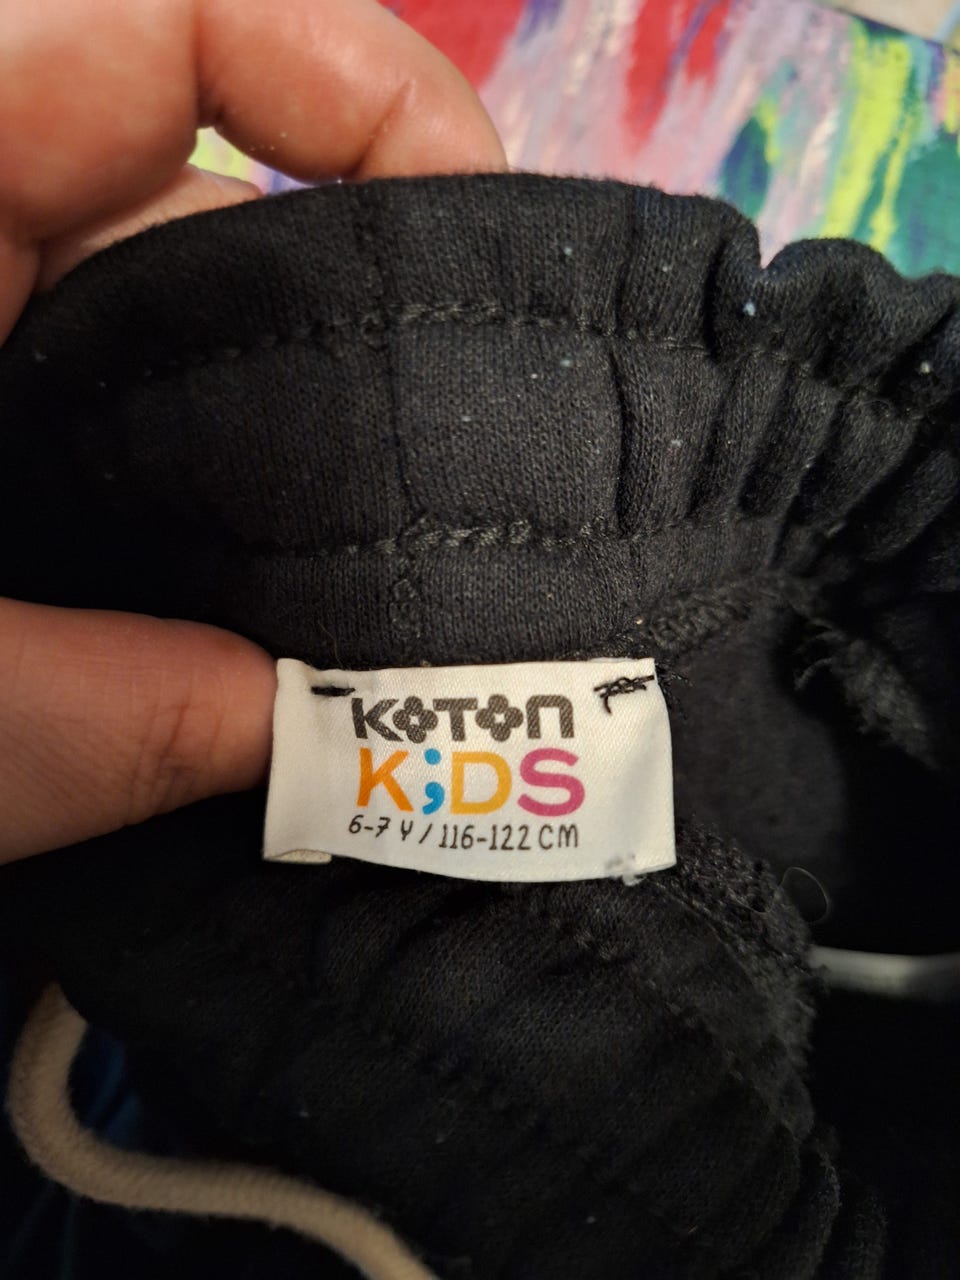 KOTON
K;DS
6-7 Y / 116-122 CM